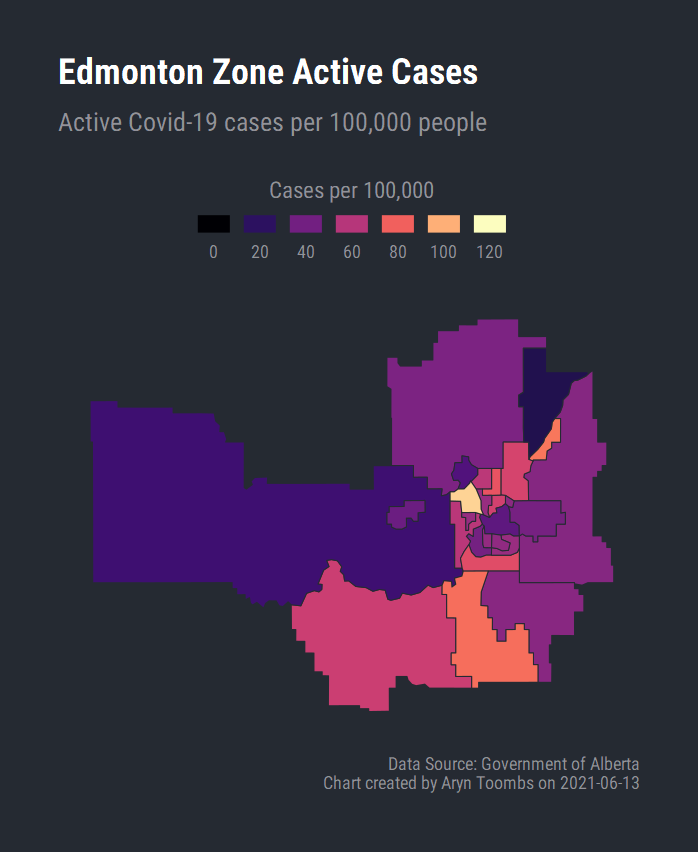 Edmonton Zone Active Cases
Active Covid-19 cases per 100,000 people
Cases per 100,000
0 20 40 60 80 100 120
Data Source: Government of Alberta
Chart created by Aryn Toombs on 2021-06-13